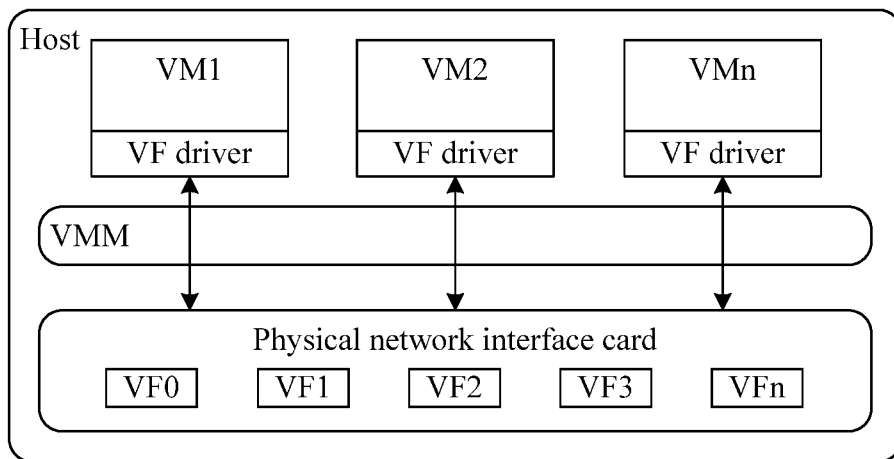 Host
VM1 VM2 VMn
VF driver VF driver VF driver
VMM
Physical network interface card
VF0 VF1 VF2 VF3 VFn